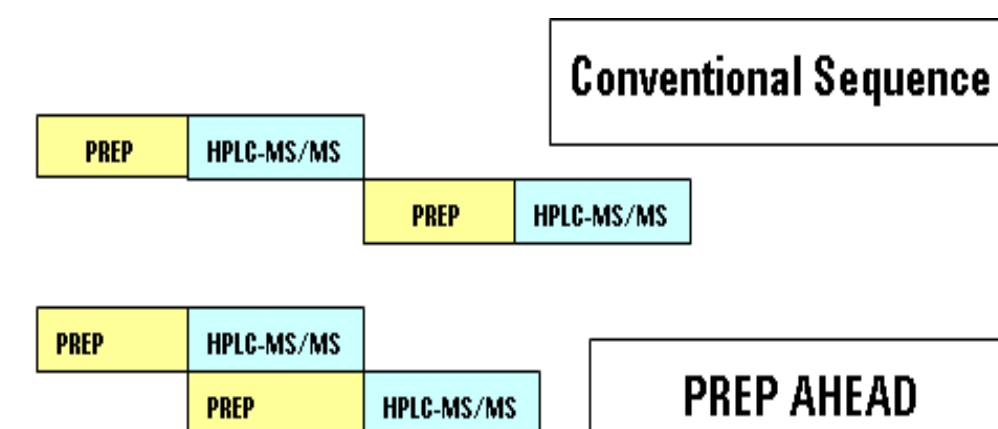 Conventional Sequence
PREP HPLC-MS/MS
PREP HPLC-MS/MS
PREP HPLC-MS/MS
PREP AHEAD
PREP HPLC-MS/MS